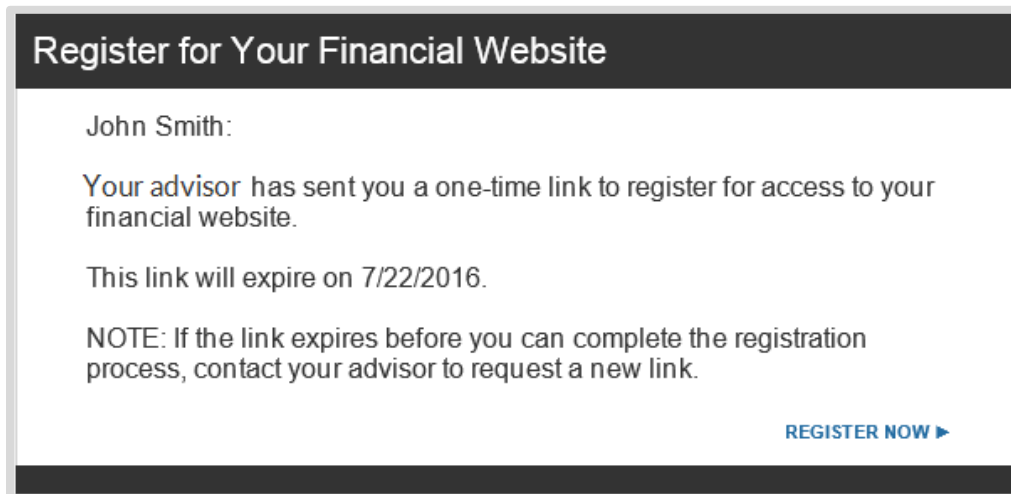 Register for Your Financial Website
John Smith:
Your advisor has sent you a one-time link to register for access to your
financial website.
This link will expire on 7/22/2016.
NOTE: If the link expires before you can complete the registration
process, contact your advisor to request a new link.
REGISTER NOW ►